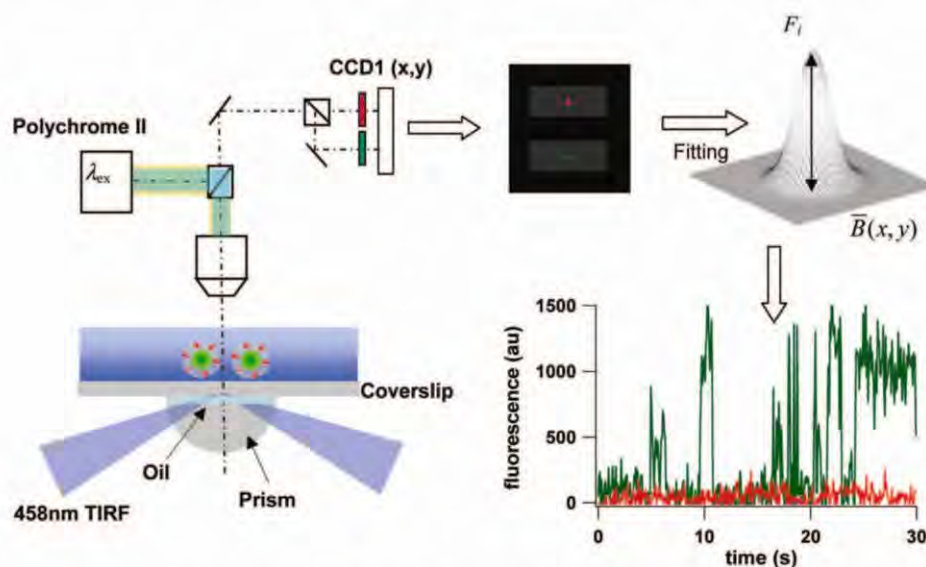 CCD1 (x,y)
Polychrome II
λex
Fitting
Fi
B̅(x, y)
Coverslip
Oil
Prism
458nm TIRF
fluorescence (au)
1500
1000
500
0
0 10 20 30
time (s)